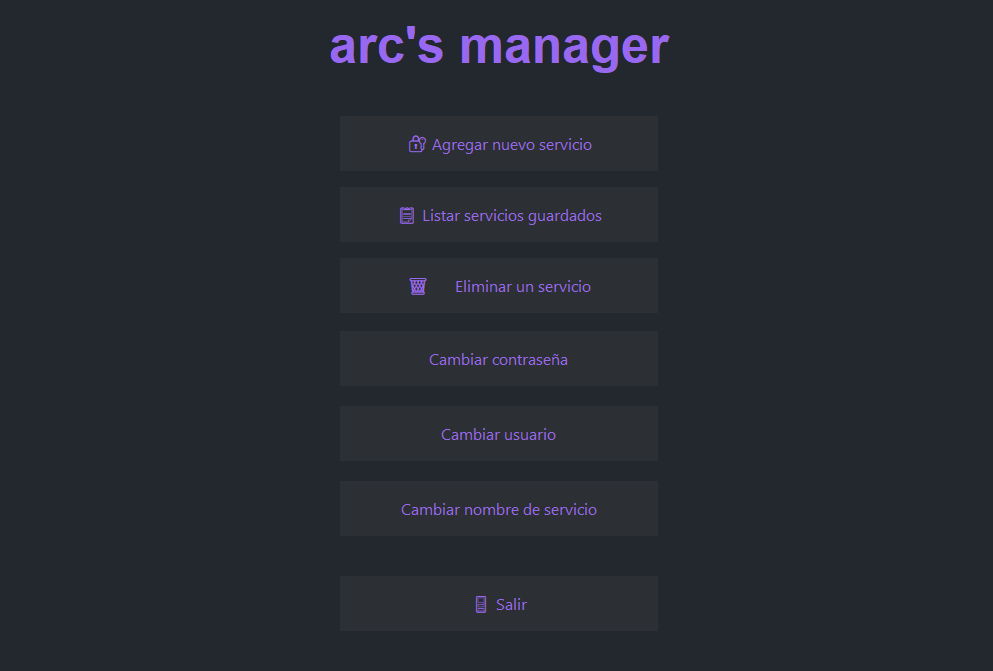 arc's manager
🔐 Agregar nuevo servicio
🗒 Listar servicios guardados
🗑 Eliminar un servicio
Cambiar contraseña
Cambiar usuario
Cambiar nombre de servicio
Salir